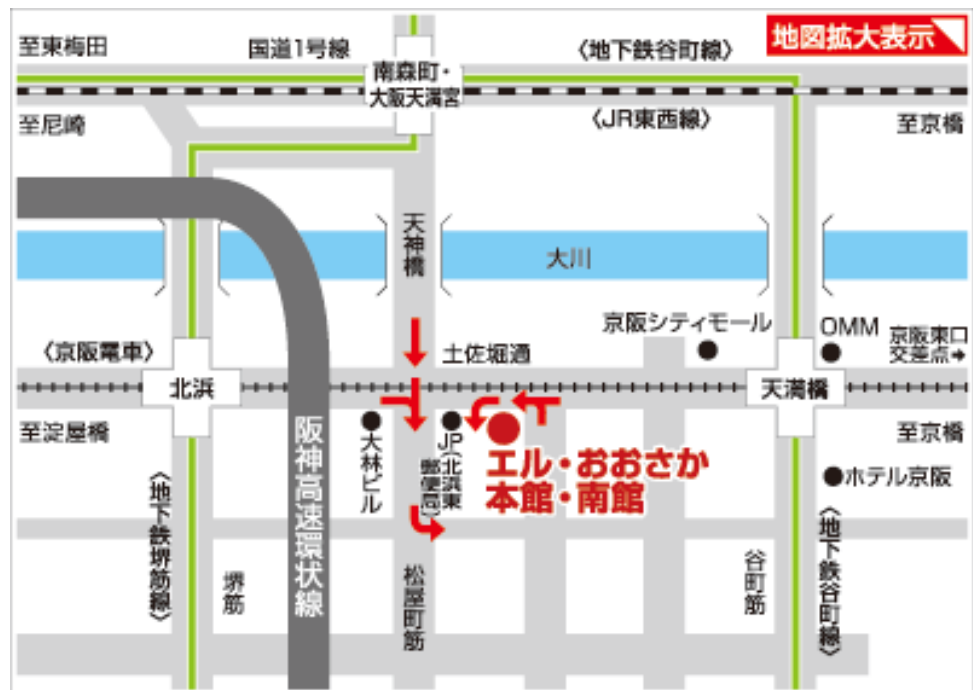 至東梅田
国道1号線
〈地下鉄谷町線〉
地図拡大表示
南森町・
大阪天満宮
至尼崎
〈JR東西線〉
至京橋
天神橋
大川
京阪シティモール
OMM
京阪東口
交差点➔
〈京阪電車〉
土佐堀通
北浜
天満橋
至淀屋橋
至京橋
大林ビル
JP(北浜東
郵便局)
エル・おおさか
本館・南館
ホテル京阪
阪神高速環状線
〈地下鉄堺筋線〉
堺筋
松屋町筋
谷町筋
〈地下鉄谷町線〉